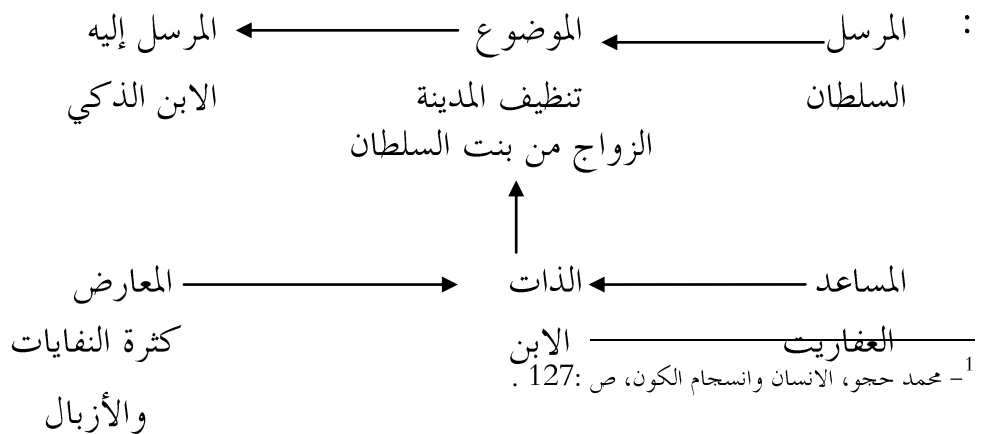 :
المرسل الموضوع المرسل إليه
السلطان تنظيف المدينة الابن الذكي
الزواج من بنت السلطان
المساعد الذات المعارض
العفاريت الابن كثرة النفايات
والأزبال
1– محمد حجو، الانسان وانسجام الكون، ص :127 .